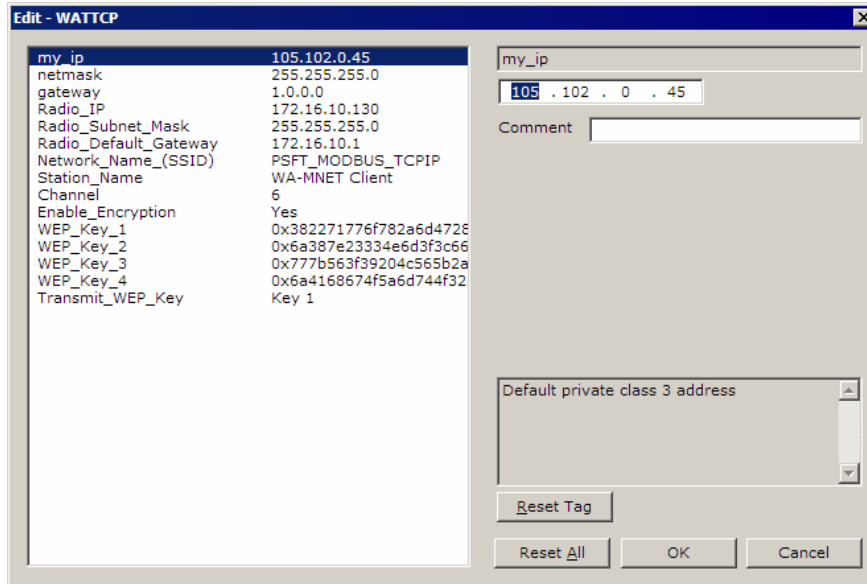 Edit - WATTCP
my_ip 105.102.0.45
netmask 255.255.255.0
gateway 1.0.0.0
Radio_IP 172.16.10.130
Radio_Subnet_Mask 255.255.255.0
Radio_Default_Gateway 172.16.10.1
Network_Name_(SSID) PSFT_MODBUS_TCPIP
Station_Name WA-MNET Client
Channel 6
Enable_Encryption Yes
WEP_Key_1 0x382271776f782a6d4728
WEP_Key_2 0x6a387e23334e6d3f3c66
WEP_Key_3 0x777b563f39204c565b2a
WEP_Key_4 0x6a4168674f5a6d744f32
Transmit_WEP_Key Key 1
my_ip
105 . 102 . 0 . 45
Comment
Default private class 3 address
Reset Tag
Reset All OK Cancel